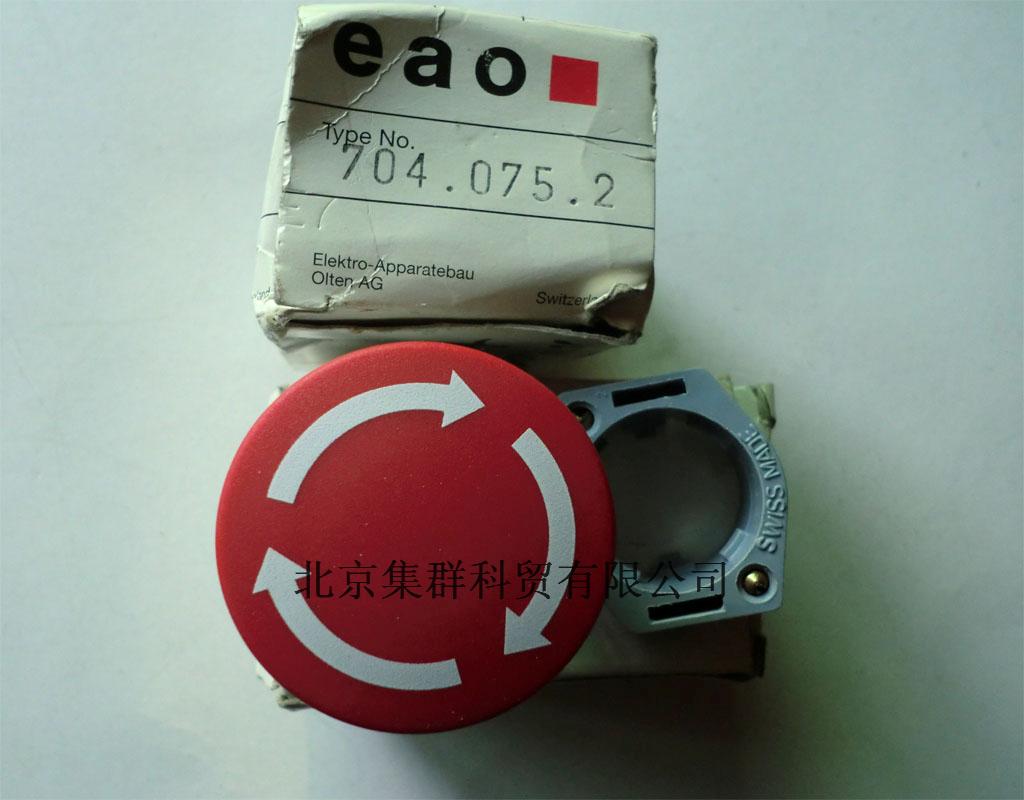 eao
Type No.
704.075.2
Elektro-Apparatebau
Olten AG
SWISS MADE
北京集群科贸有限公司